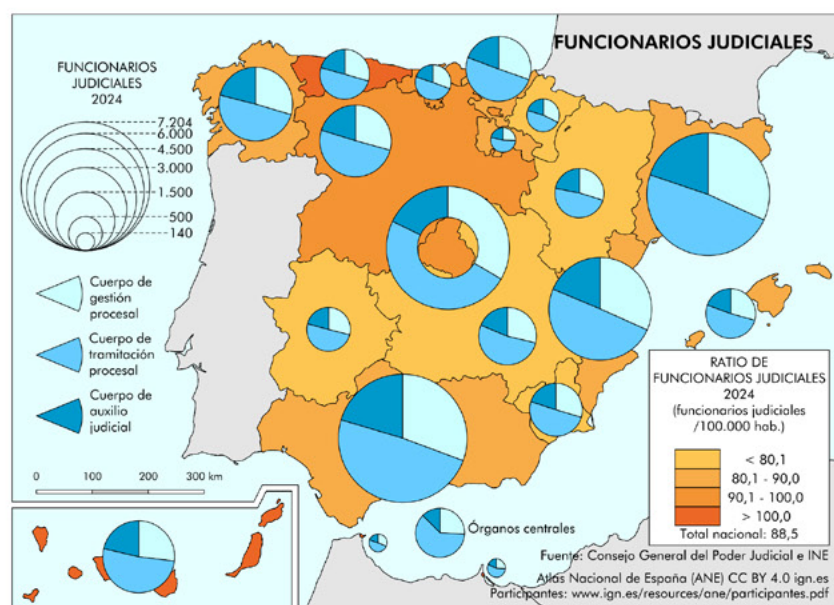 FUNCIONARIOS JUDICIALES
FUNCIONARIOS
JUDICIALES
2024
7.204
6.000
4.500
3.000
1.500
500
140
Cuerpo de
gestión
procesal
Cuerpo de
tramitación
procesal
Cuerpo de
auxilio
judicial
0 100 200 300 km
Órganos centrales
RATIO DE
FUNCIONARIOS JUDICIALES
2024
(funcionarios judiciales
/100.000 hab.)
< 80,1
80,1 - 90,0
90,1 - 100,0
> 100,0
Total nacional: 88,5
Fuente: Consejo General del Poder Judicial e INE
Atlas Nacional de España (ANE) CC BY 4.0 ign.es
Participantes: www.ign.es/resources/ane/participantes.pdf